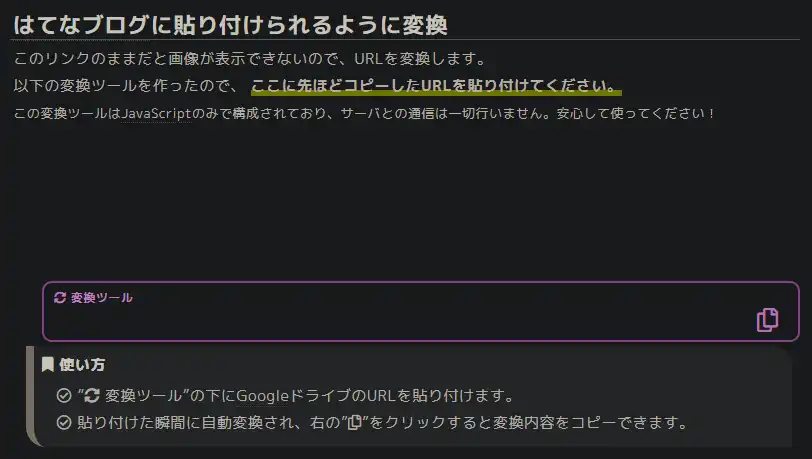 はてなブログに貼り付けられるように変換
このリンクのままだと画像が表示できないので、URLを変換します。
以下の変換ツールを作ったので、 ここに先ほどコピーしたURLを貼り付けてください。
この変換ツールはJavaScriptのみで構成されており、サーバとの通信は一切行いません。安心して使ってください！
変換ツール
使い方
” 変換ツール”の下にGoogleドライブのURLを貼り付けます。
貼り付けた瞬間に自動変換され、右の””をクリックすると変換内容をコピーできます。